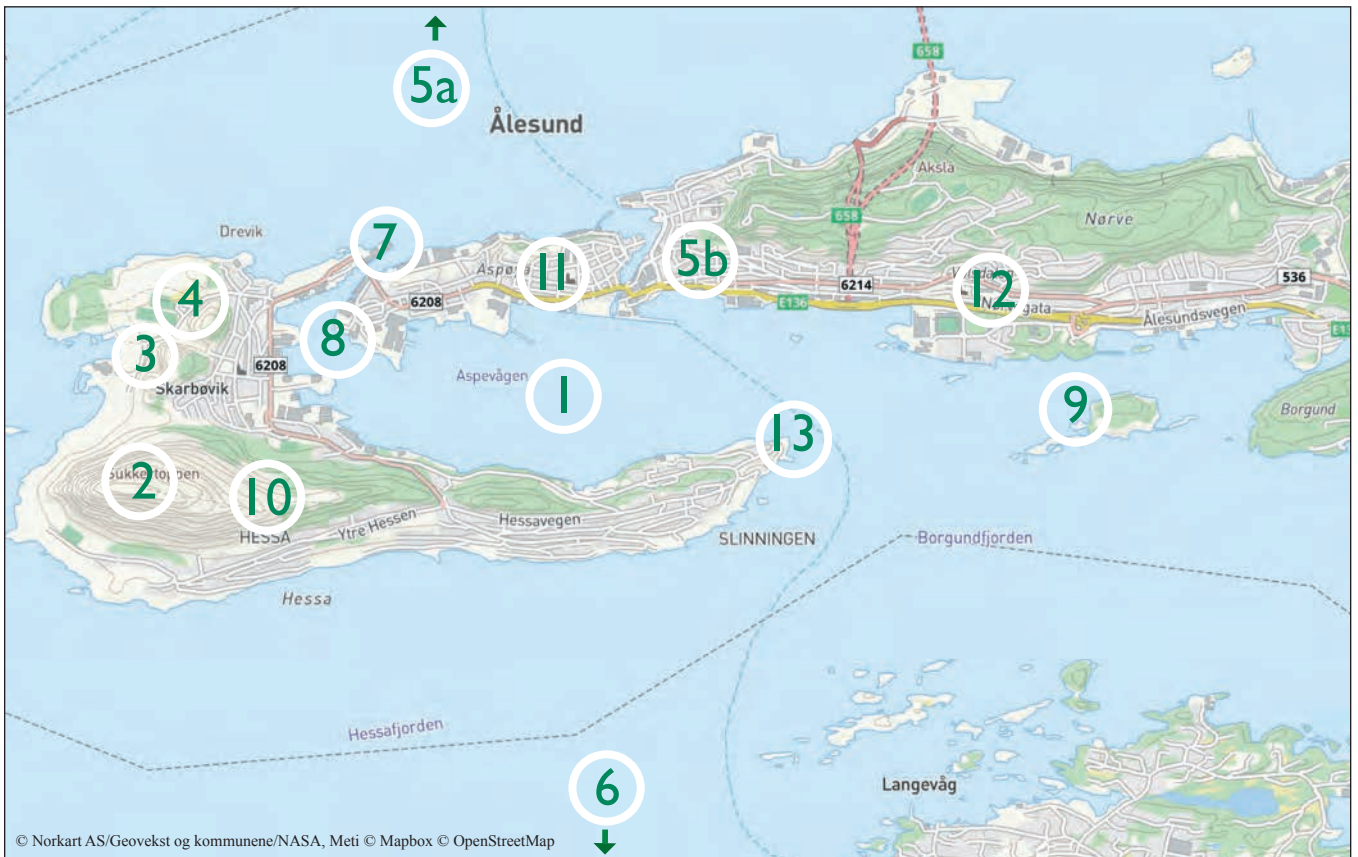 658
5a
Ålesund
Aksla
658
Nørve
Drevik
7
5b
Aspøya
11
4
6214
12
536
6208
E136
Nørvegata
Ålesundsvegen
8
3
6208
Skarbøvik
Aspevågen
1
9
Borgund
13
Sukkertoppen
2
10
Hessavegen
Ytre Hessen
HESSA
SLINNINGEN
Borgundfjorden
Hessa
Hessafjorden
6
Langevåg
© Norkart AS/Geovekst og kommunene/NASA, Meti © Mapbox © OpenStreetMap